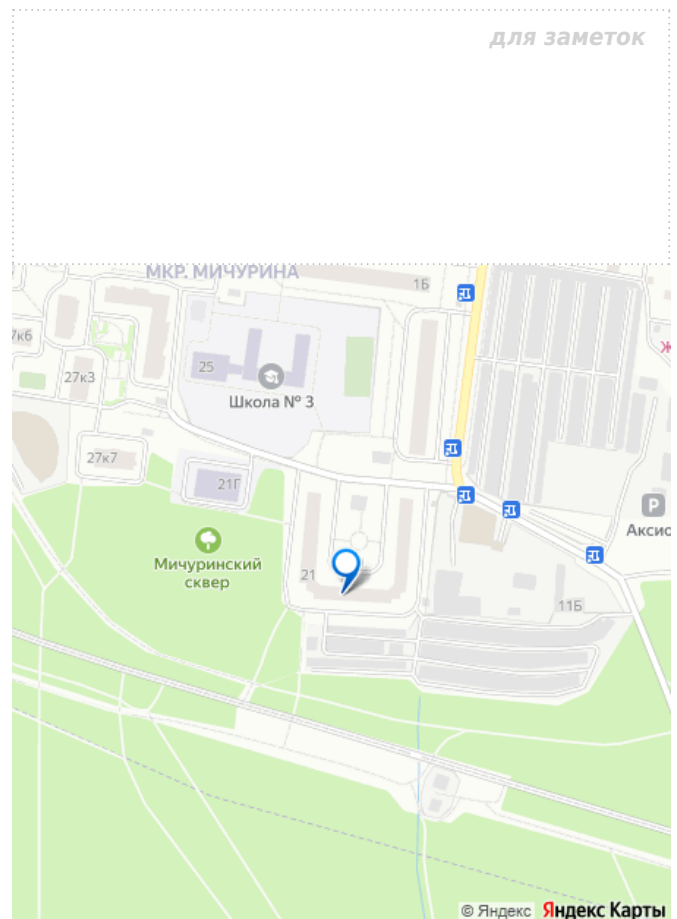 для заметок
МКР. МИЧУРИНА
1Б
7к6
25
27к3
Школа № 3
Ж
27к7
21Г
Аксио
Мичуринский
сквер
21
11Б
© Яндекс Яндекс Карты